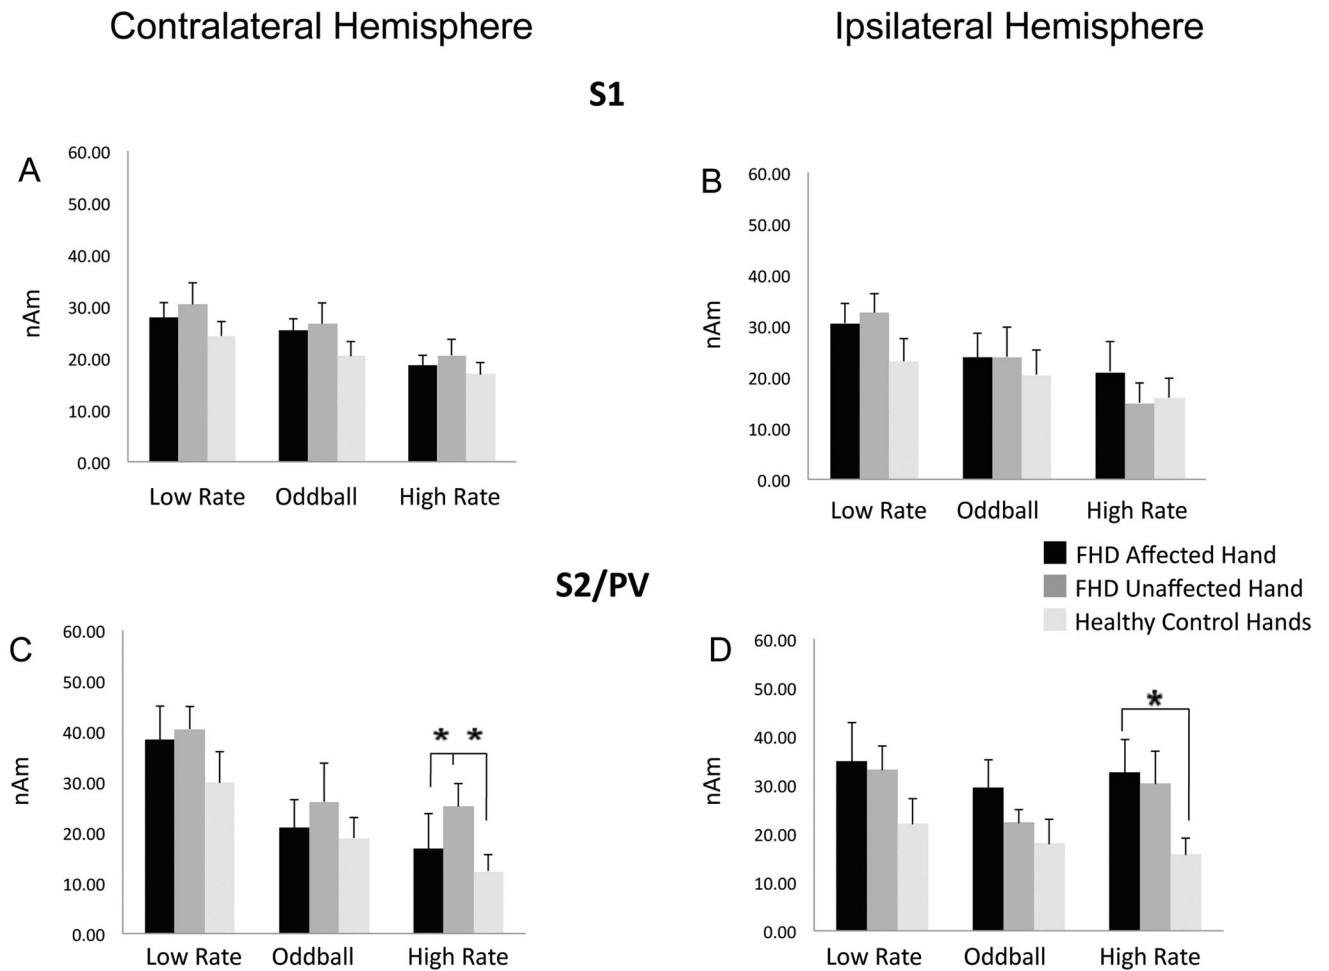 Contralateral Hemisphere
Ipsilateral Hemisphere
S1
A
60.00
50.00
40.00
30.00
20.00
10.00
0.00
nAm
Low Rate Oddball High Rate
B
60.00
50.00
40.00
30.00
20.00
10.00
0.00
nAm
Low Rate Oddball High Rate
FHD Affected Hand
FHD Unaffected Hand
Healthy Control Hands
S2/PV
C
60.00
50.00
40.00
30.00
20.00
10.00
0.00
nAm
* *
Low Rate Oddball High Rate
D
60.00
50.00
40.00
30.00
20.00
10.00
0.00
nAm
*
Low Rate Oddball High Rate